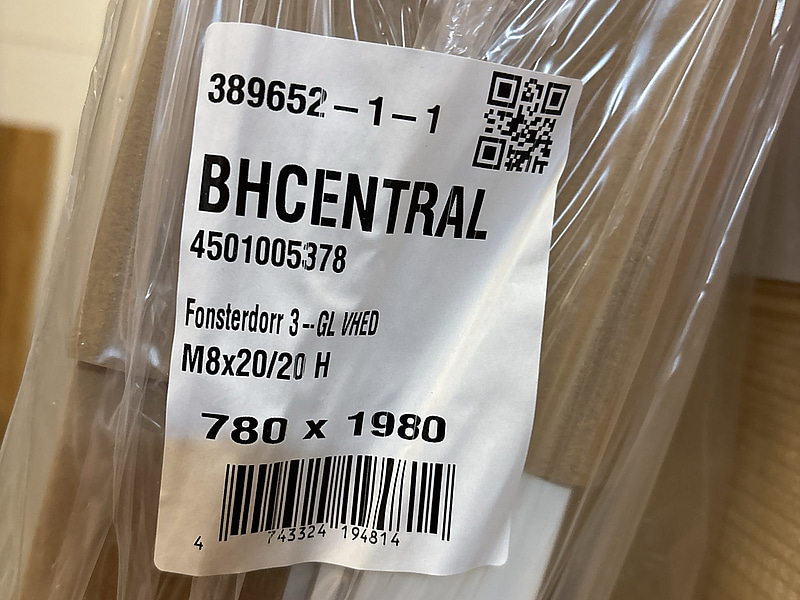 389652-1-1
BHCENTRAL
4501005378
Fonsterdorr 3-GL VHED
M8x20/20 H
780 x 1980
4 743324 194814